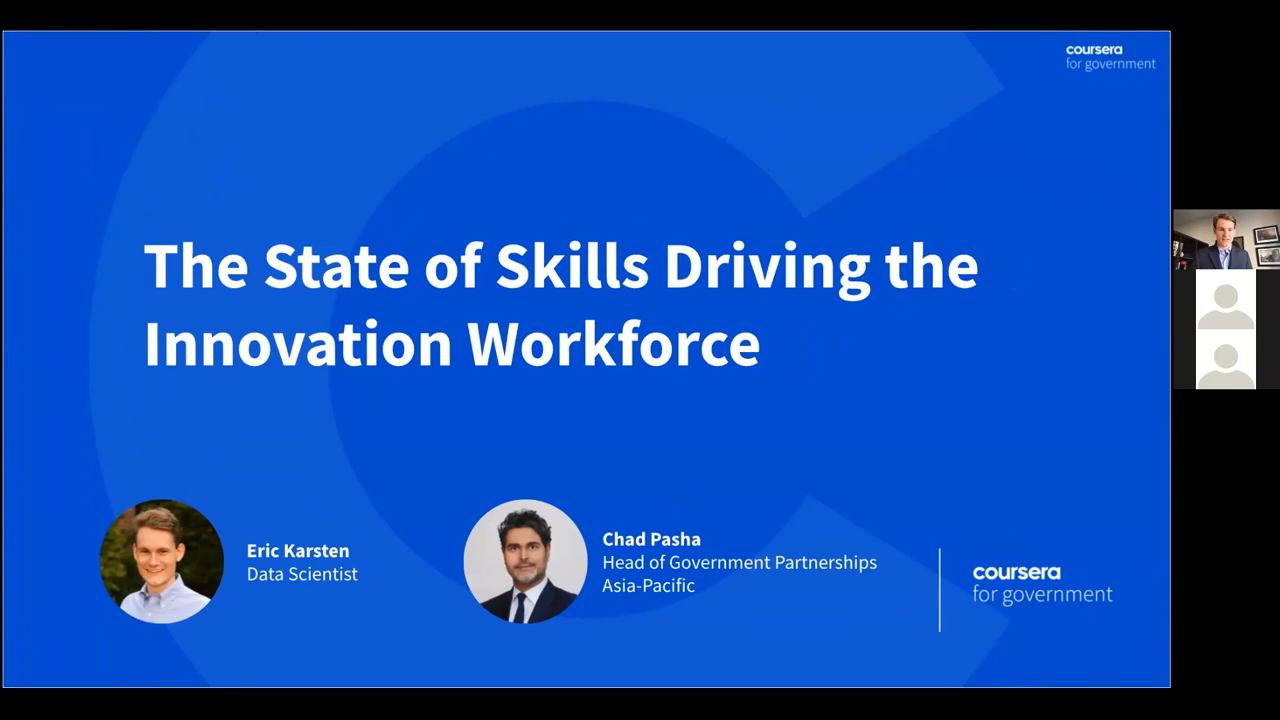 coursera
for government
The State of Skills Driving the
Innovation Workforce
Eric Karsten
Data Scientist
Chad Pasha
Head of Government Partnerships
Asia-Pacific
coursera
for government